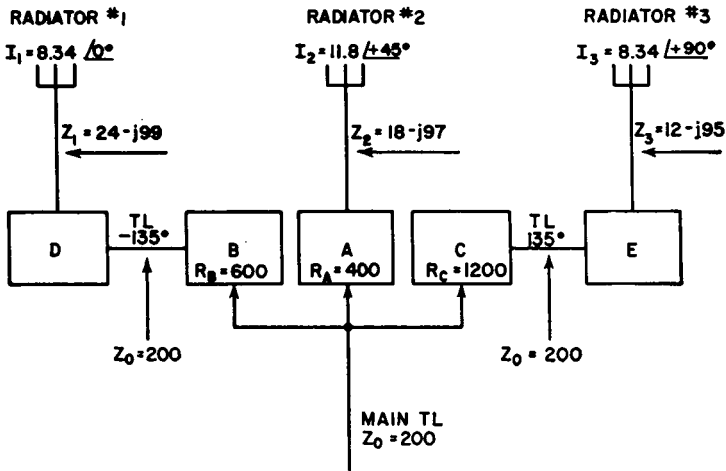 RADIATOR #1
RADIATOR #2
RADIATOR #3
I₁ = 8.34 /0°
I₂ = 11.8 /+45°
I₃ = 8.34 /+90°
Z₁ = 24-j99
Z₂ = 18-j97
Z₃ = 12-j95
D
TL
-135°
B
R_B = 600
A
R_A = 400
C
R_C = 1200
TL
135°
E
Z₀ = 200
Z₀ = 200
MAIN TL
Z₀ = 200